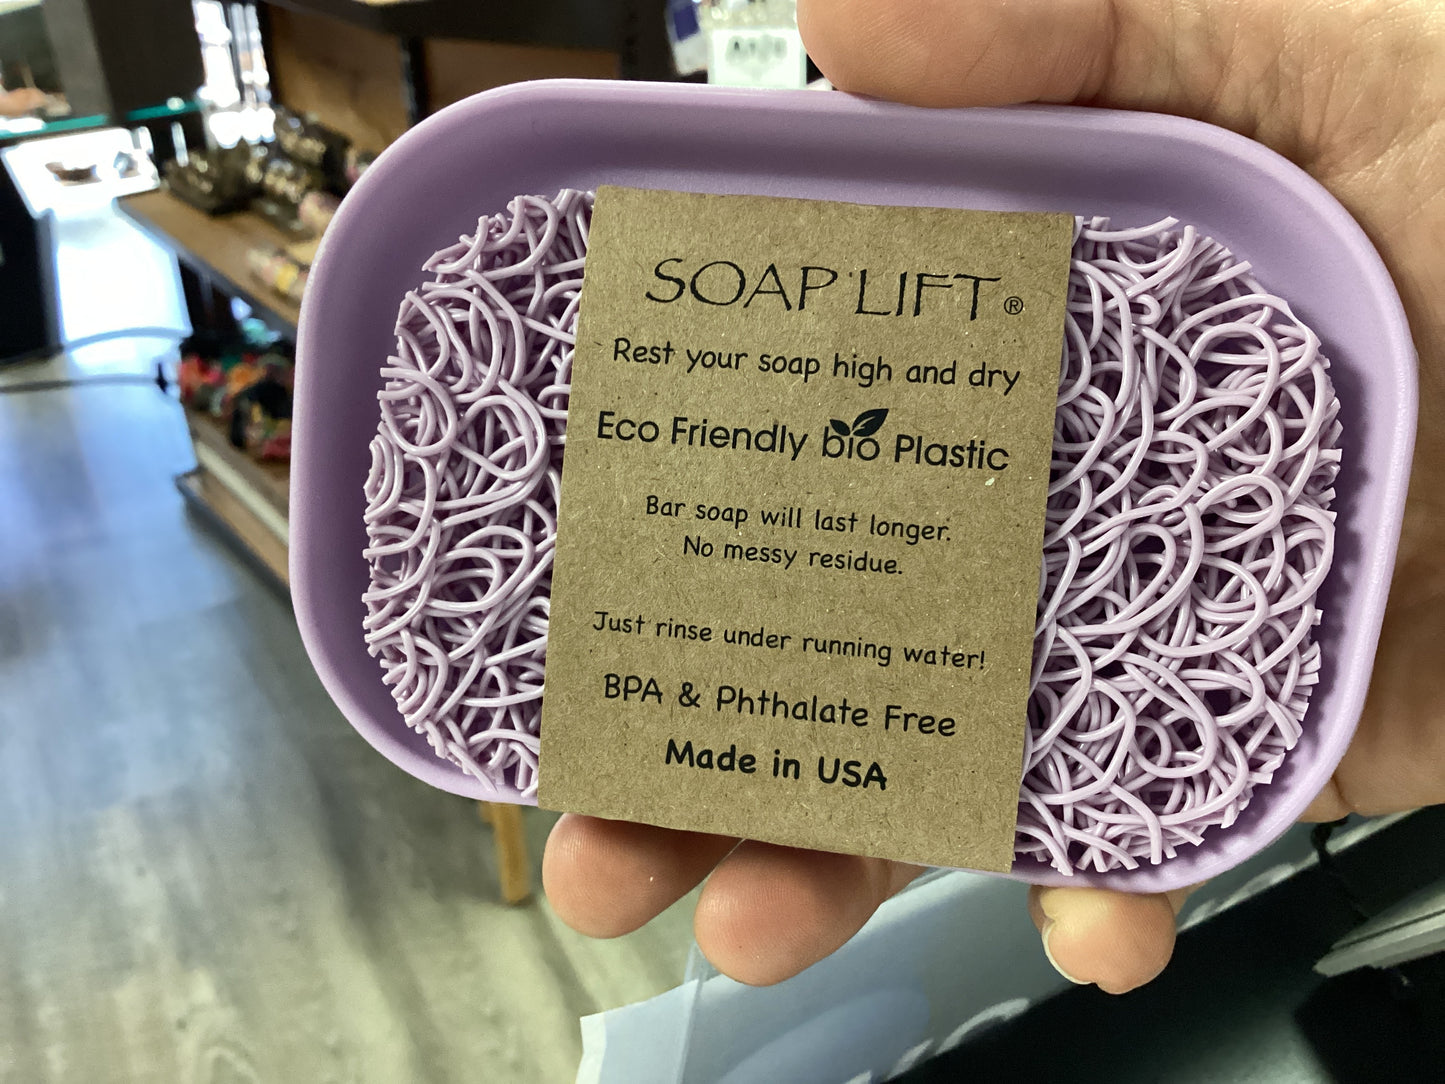 SOAP LIFT®
Rest your soap high and dry
Eco Friendly bio Plastic
Bar soap will last longer.
No messy residue.
Just rinse under running water!
BPA & Phthalate Free
Made in USA